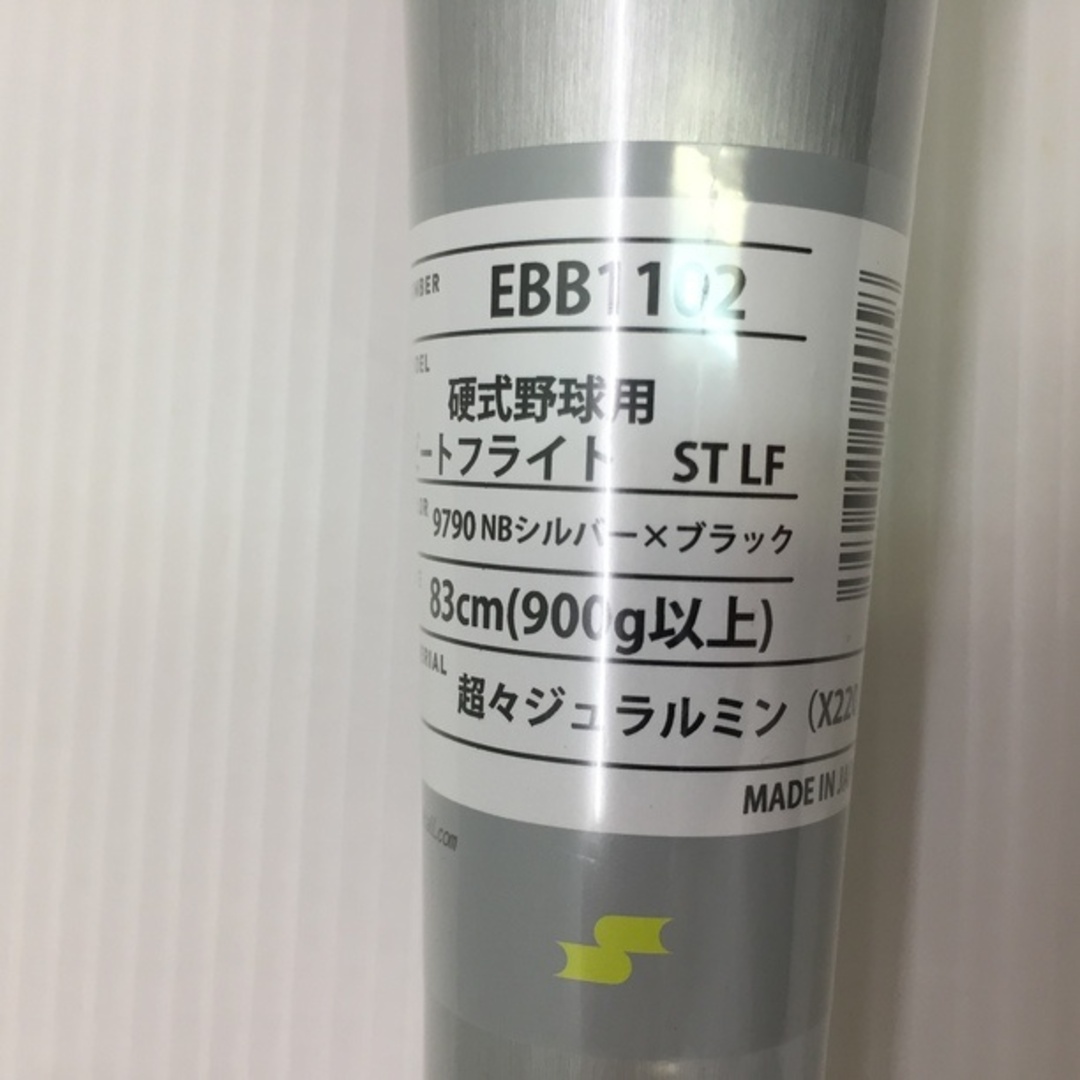 EBB1102
硬式野球用
ートフライト ST LF
9790 NBシルバー×ブラック
83cm(900g以上)
超々ジュラルミン (X220
MADE IN